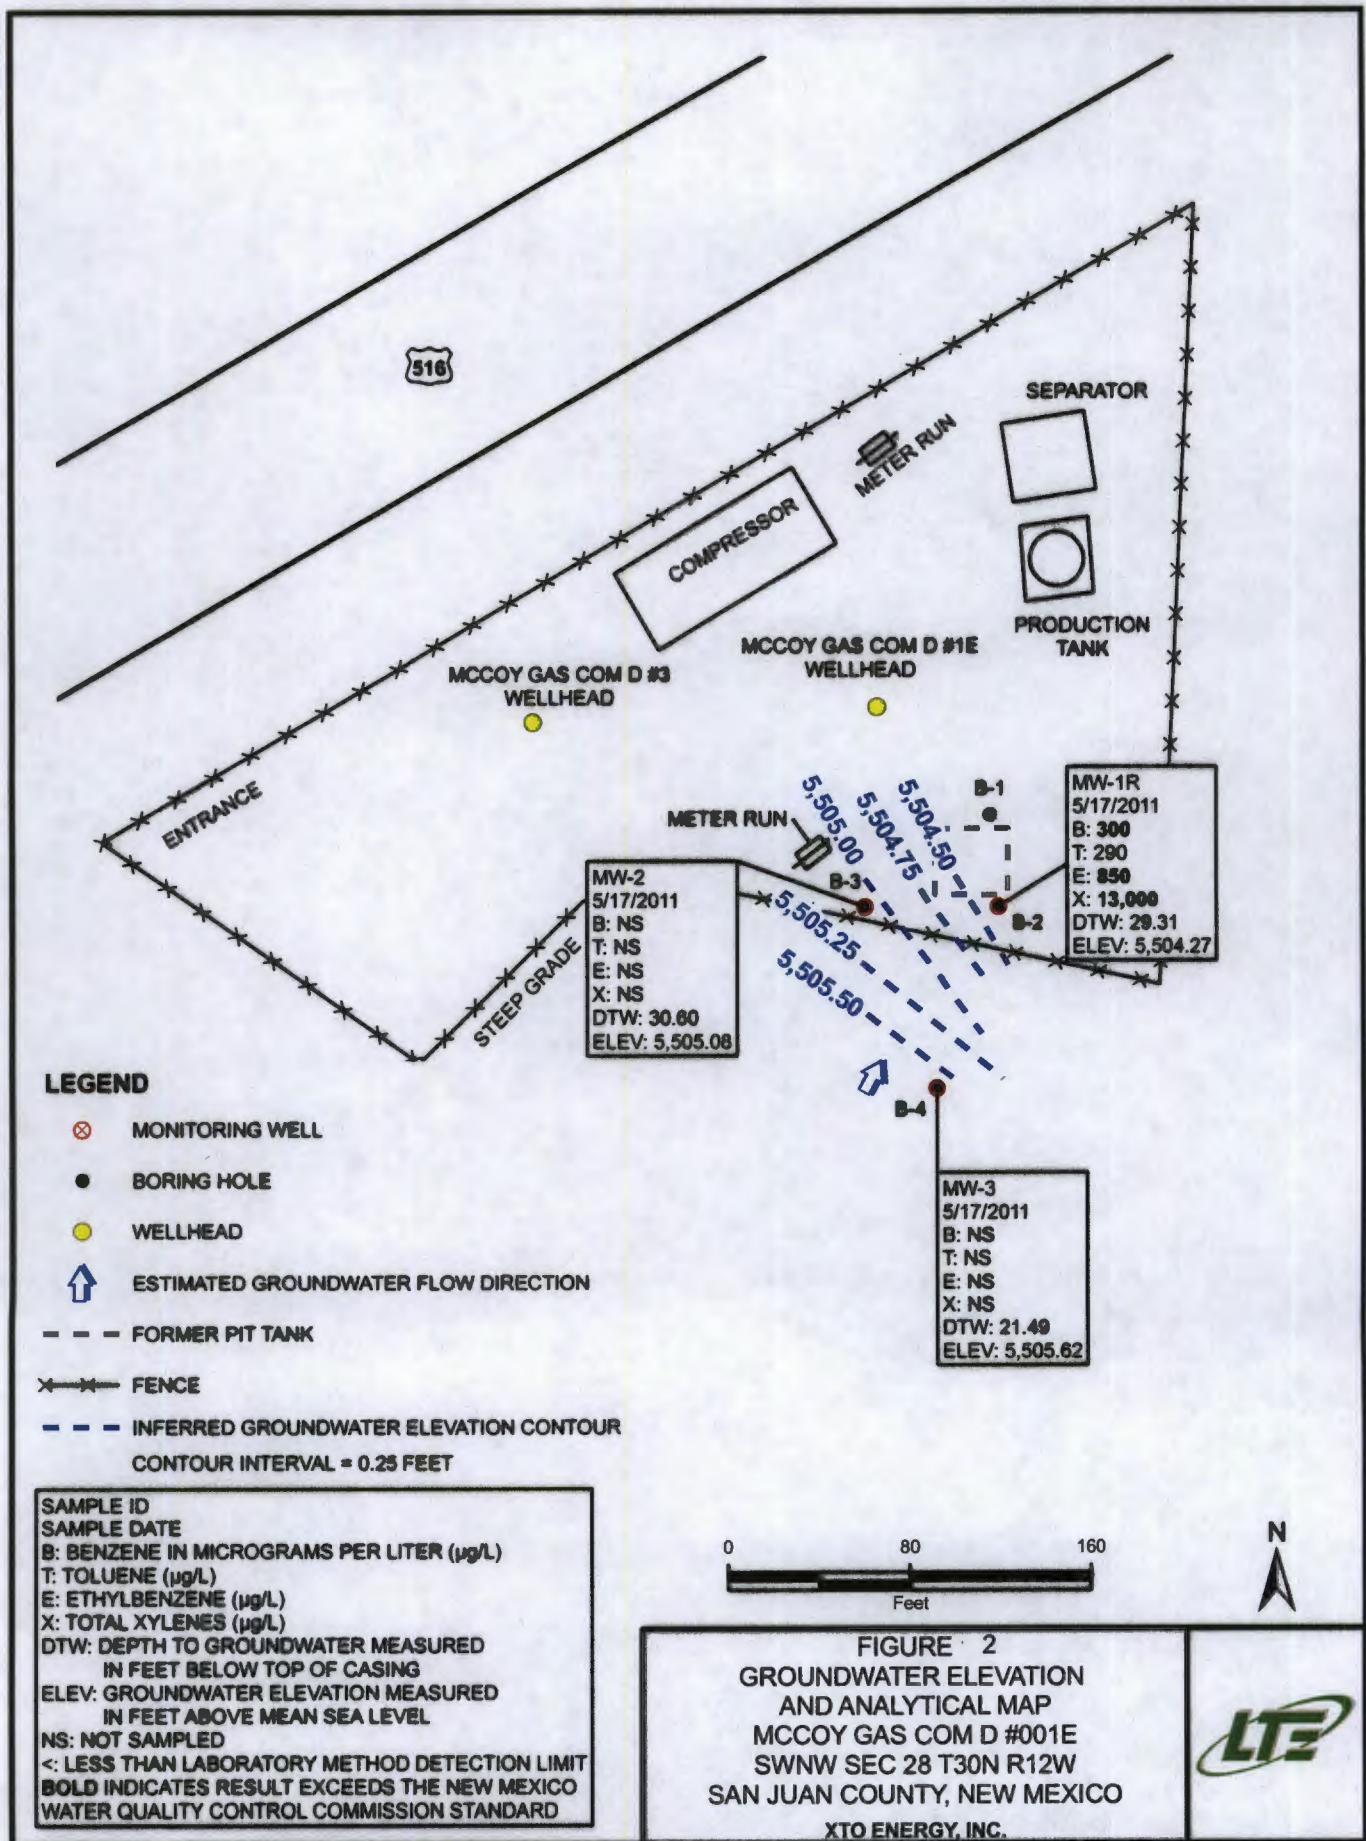 516
SEPARATOR
METER RUN
COMPRESSOR
PRODUCTION
TANK
MCCOY GAS COM D #1E
WELLHEAD
MCCOY GAS COM D #3
WELLHEAD
ENTRANCE
METER RUN
5,505.00
5,504.75
5,504.50
B-1
MW-1R
5/17/2011
B: 300
T: 290
E: 850
X: 13,000
DTW: 29.31
ELEV: 5,504.27
MW-2
5/17/2011
B: NS
T: NS
E: NS
X: NS
DTW: 30.60
ELEV: 5,505.08
B-3
B-2
5,505.25
5,505.50
STEEP GRADE
B-4
MW-3
5/17/2011
B: NS
T: NS
E: NS
X: NS
DTW: 21.49
ELEV: 5,505.62
LEGEND
MONITORING WELL
BORING HOLE
WELLHEAD
ESTIMATED GROUNDWATER FLOW DIRECTION
FORMER PIT TANK
FENCE
INFERRED GROUNDWATER ELEVATION CONTOUR
CONTOUR INTERVAL = 0.25 FEET
SAMPLE ID
SAMPLE DATE
B: BENZENE IN MICROGRAMS PER LITER (µg/L)
T: TOLUENE (µg/L)
E: ETHYLBENZENE (µg/L)
X: TOTAL XYLENES (µg/L)
DTW: DEPTH TO GROUNDWATER MEASURED
IN FEET BELOW TOP OF CASING
ELEV: GROUNDWATER ELEVATION MEASURED
IN FEET ABOVE MEAN SEA LEVEL
NS: NOT SAMPLED
<: LESS THAN LABORATORY METHOD DETECTION LIMIT
BOLD INDICATES RESULT EXCEEDS THE NEW MEXICO
WATER QUALITY CONTROL COMMISSION STANDARD
0 80 160
Feet
N
FIGURE 2
GROUNDWATER ELEVATION
AND ANALYTICAL MAP
MCCOY GAS COM D #001E
SWNW SEC 28 T30N R12W
SAN JUAN COUNTY, NEW MEXICO
XTO ENERGY, INC.
LTE